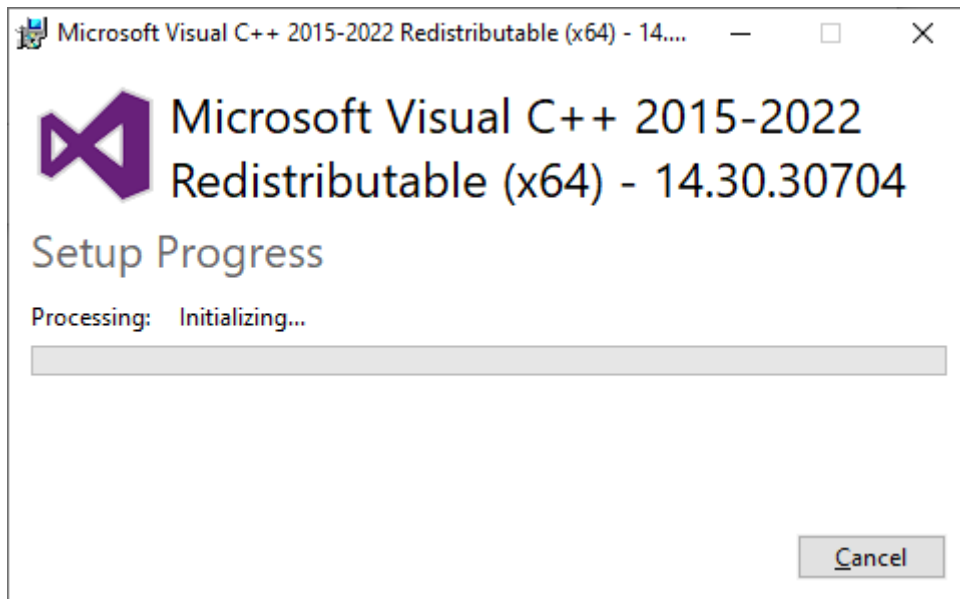 Microsoft Visual C++ 2015-2022 Redistributable (x64) - 14....
Microsoft Visual C++ 2015-2022
Redistributable (x64) - 14.30.30704
Setup Progress
Processing: Initializing...
Cancel